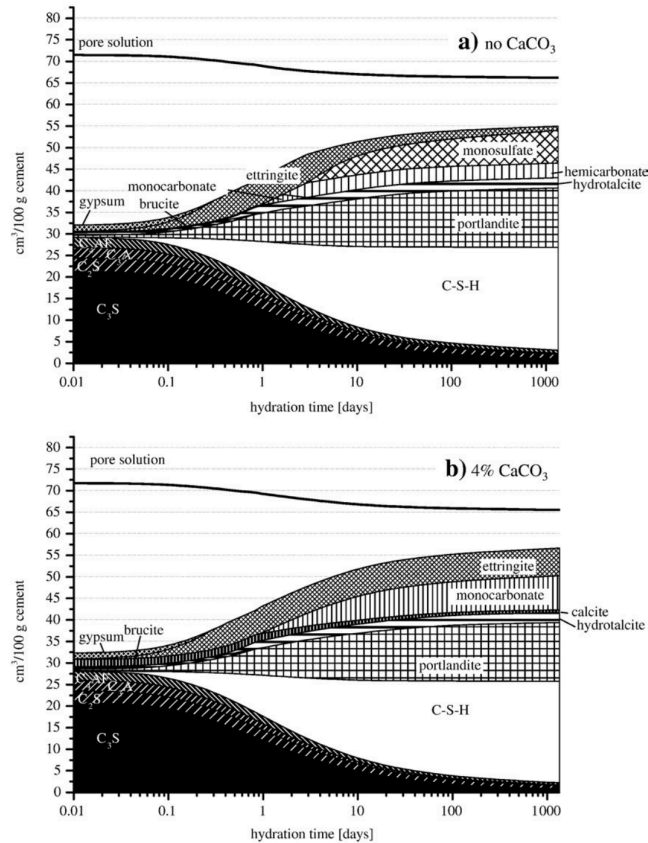 80
75
70
65
60
55
50
45
40
35
30
25
20
15
10
5
0
cm³/100 g cement
pore solution
a) no CaCO₃
monosulfate
ettringite
hemicarbonate
hydrotalcite
monocarbonate
brucite
gypsum
portlandite
C₄AF
C₃A
C₂S
C-S-H
C₃S
0.01 0.1 1 10 100 1000
hydration time [days]
80
75
70
65
60
55
50
45
40
35
30
25
20
15
10
5
0
cm³/100 g cement
pore solution
b) 4% CaCO₃
ettringite
monocarbonate
calcite
hydrotalcite
brucite
gypsum
portlandite
C₄AF
C₃A
C₂S
C-S-H
C₃S
0.01 0.1 1 10 100 1000
hydration time [days]